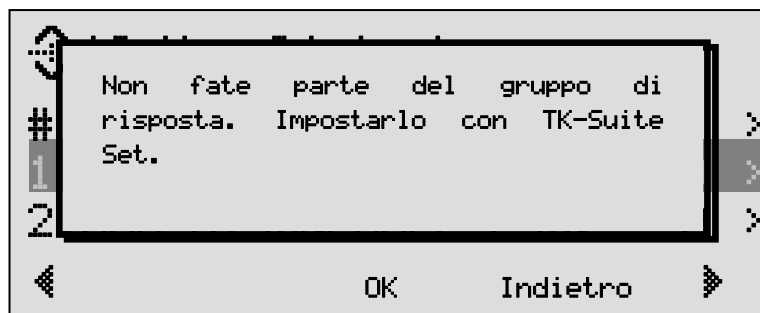 Non fate parte del gruppo di
risposta. Impostarlo con TK-Suite
Set.
#
1
2
OK Indietro